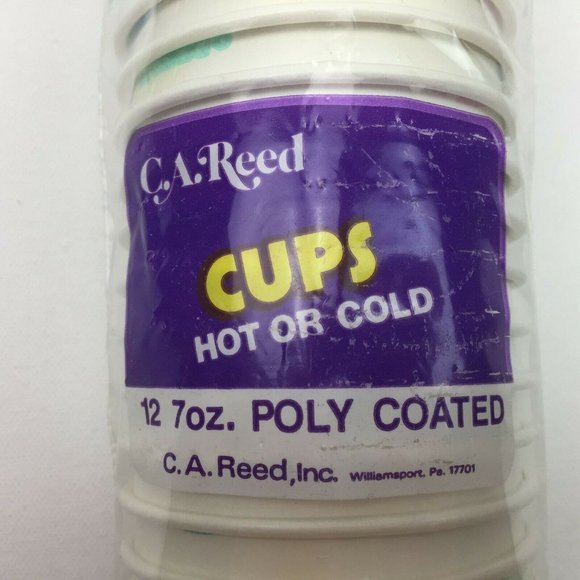 C.A.Reed
CUPS
HOT OR COLD
12 7oz. POLY COATED
C.A.Reed,Inc. Williamsport, Pa. 17701